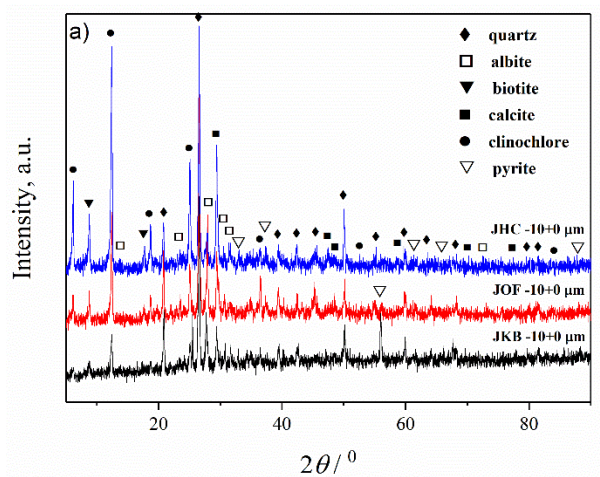 a)
quartz
albite
biotite
calcite
clinochlore
pyrite
Intensity, a.u.
JHC -10+0 μm
JOF -10+0 μm
JKB -10+0 μm
20 40 60 80
2θ / ⁰